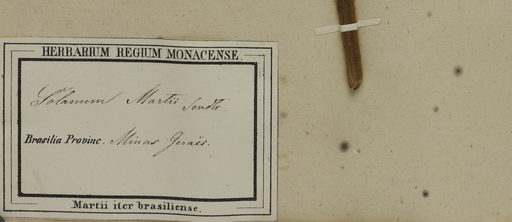 HERBARIUM REGIUM MONACENSE.
Solanum Martii Sendtn.
Brasilia Provinc. Minas Geraës.
Martii iter brasiliense.